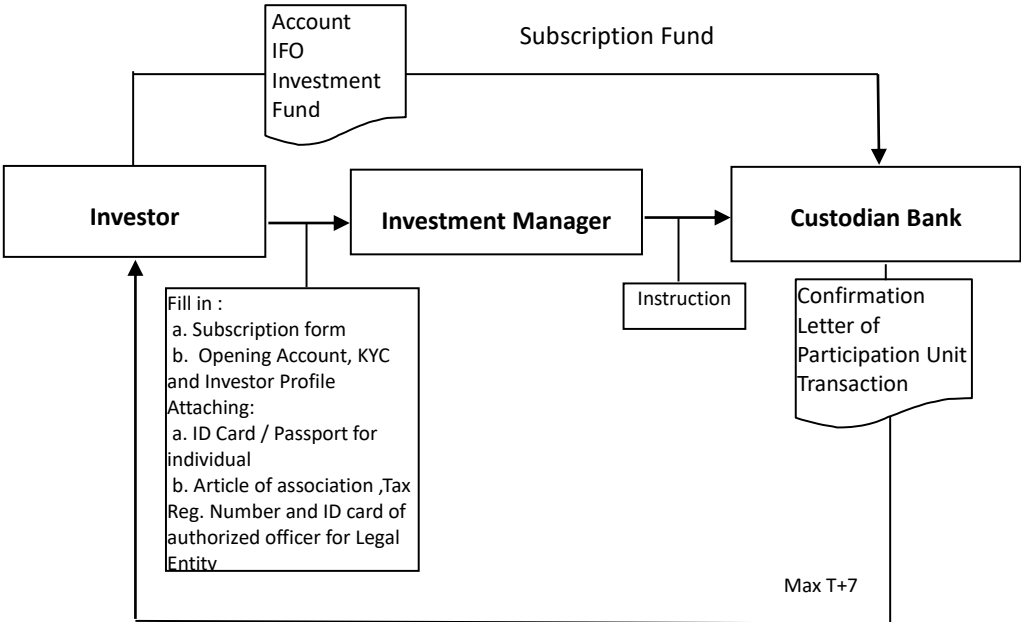 Account
IFO
Investment
Fund
Subscription Fund
Investor
Investment Manager
Custodian Bank
Fill in :
a. Subscription form
b. Opening Account, KYC
and Investor Profile
Attaching:
a. ID Card / Passport for
individual
b. Article of association ,Tax
Reg. Number and ID card of
authorized officer for Legal
Entity
Instruction
Confirmation
Letter of
Participation Unit
Transaction
Max T+7